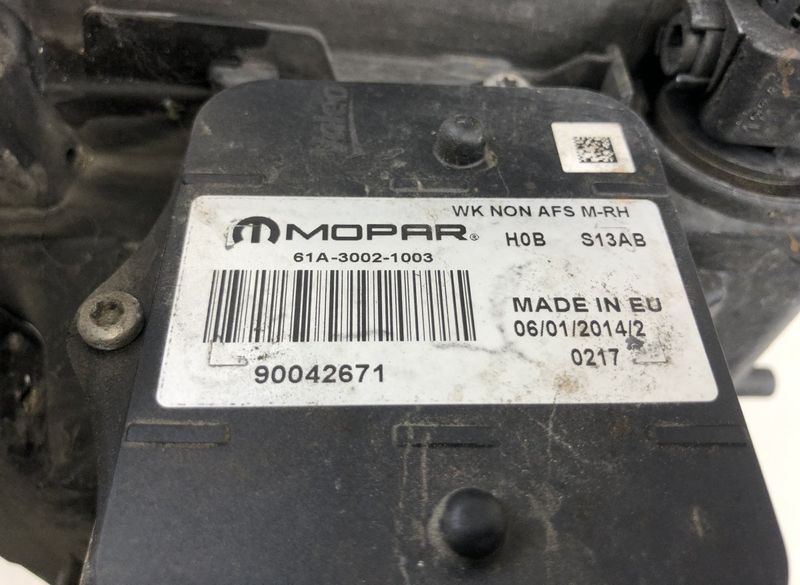 Valeo
WK NON AFS M-RH
MOPAR®
H0B S13AB
61A-3002-1003
MADE IN EU
06/01/2014/2
0217
90042671